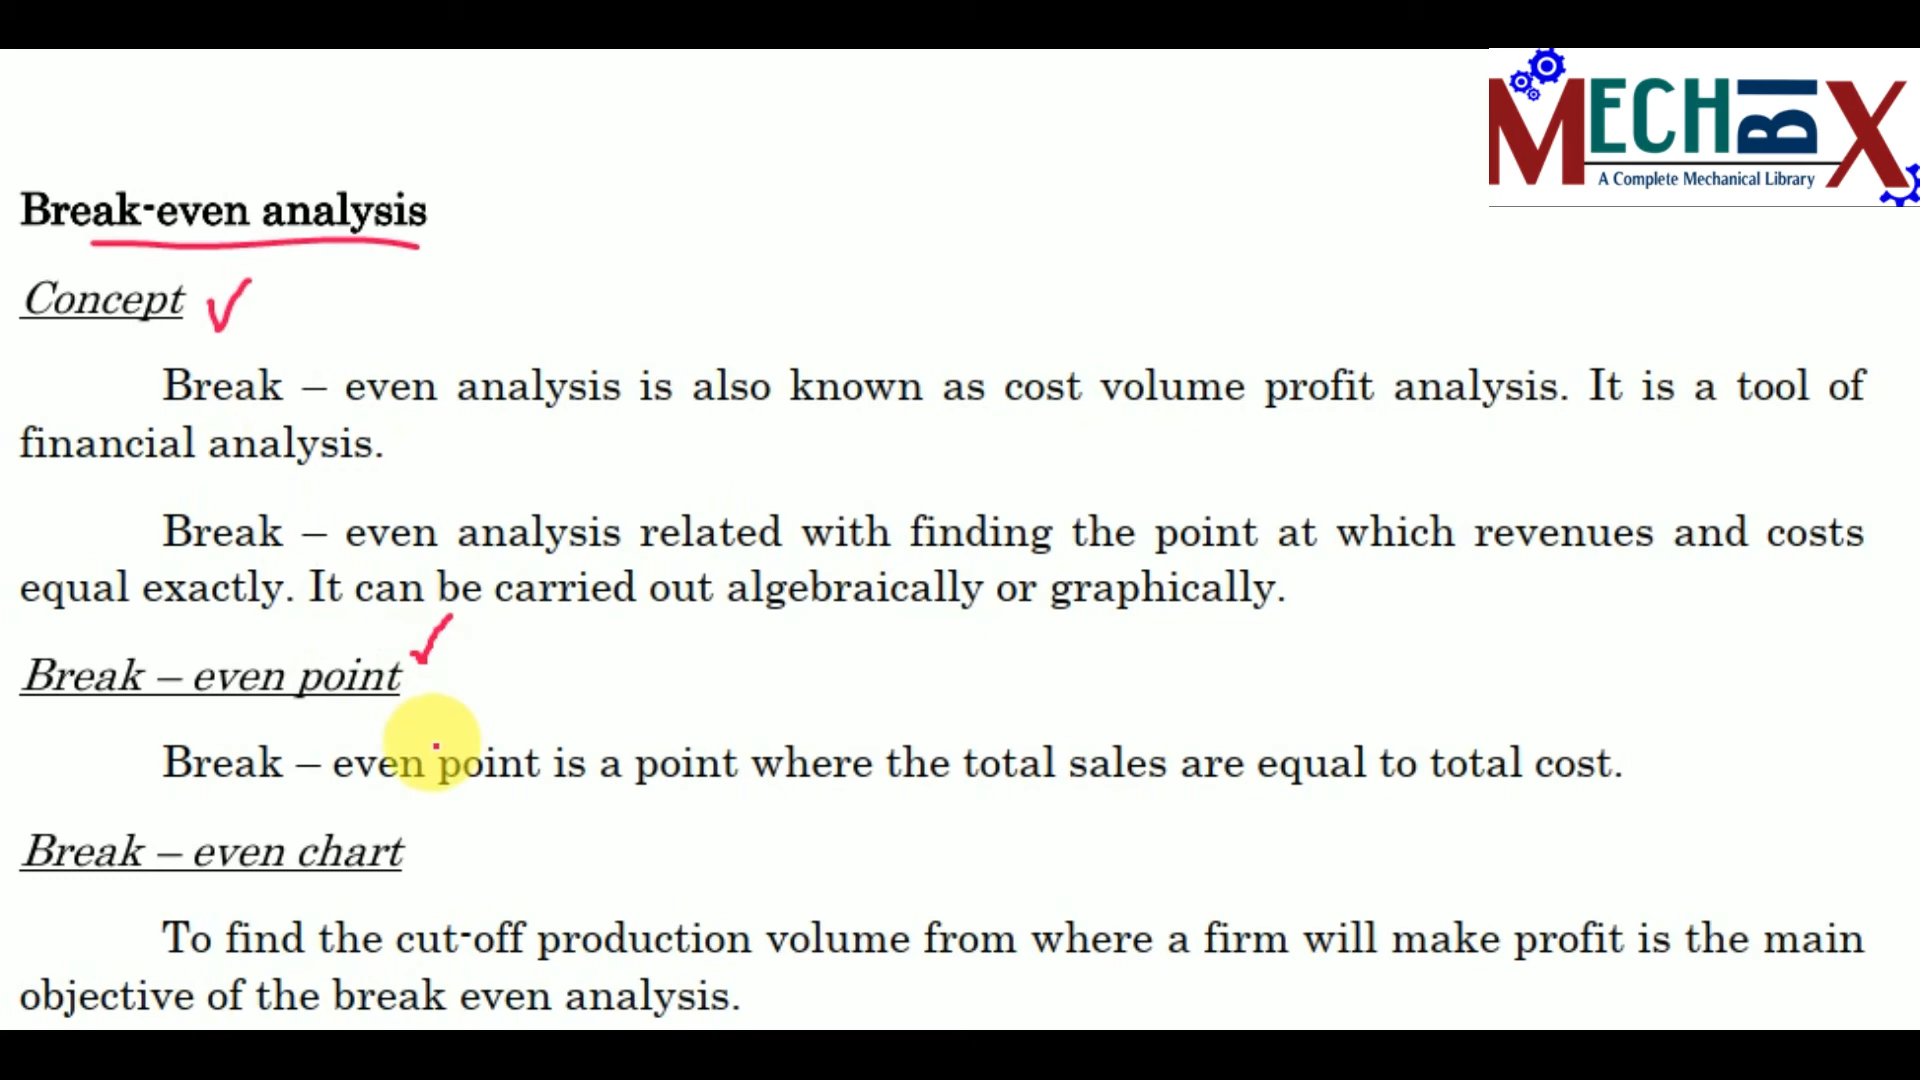 MECHBIX
A Complete Mechanical Library
Break-even analysis
Concept
Break – even analysis is also known as cost volume profit analysis. It is a tool of
financial analysis.
Break – even analysis related with finding the point at which revenues and costs
equal exactly. It can be carried out algebraically or graphically.
Break – even point
Break – even point is a point where the total sales are equal to total cost.
Break – even chart
To find the cut-off production volume from where a firm will make profit is the main
objective of the break even analysis.